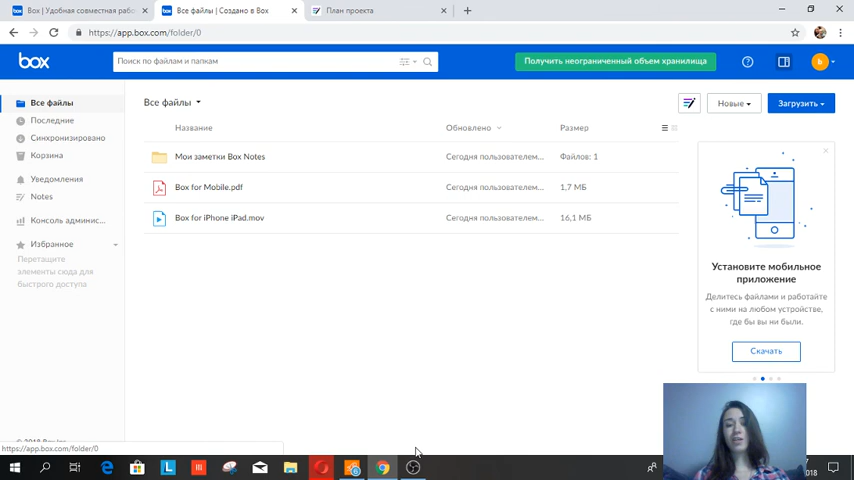 Box | Удобная совместная рабо
Все файлы | Создано в Box
План проекта
https://app.box.com/folder/0
box
Поиск по файлам и папкам
Получить неограниченный объем хранилища
b
Все файлы
Последние
Синхронизировано
Корзина
Уведомления
Notes
Консоль админис...
Избранное
Перетащите
элементы сюда для
быстрого доступа
Все файлы
Новые
Загрузить
Название
Обновлено
Размер
Мои заметки Box Notes
Сегодня пользователем...
Файлов: 1
Box for Mobile.pdf
Сегодня пользователем...
1,7 МБ
Box for iPhone iPad.mov
Сегодня пользователем...
16,1 МБ
Установите мобильное
приложение
Делитесь файлами и работайте
с ними на любом устройстве,
где бы вы ни были.
Скачать
https://app.box.com/folder/0